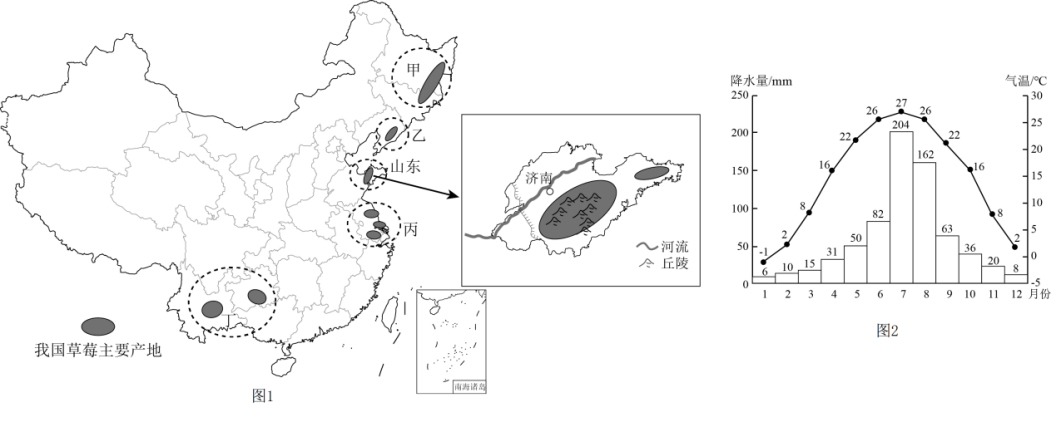 甲
乙
山东
丙
丁
我国草莓主要产地
南海诸岛
图1
济南
河流
丘陵
降水量/mm
气温/℃
250
200
150
100
50
0
30
25
20
15
10
5
0
-5
-1
2
8
16
22
26
27
26
22
16
8
2
6
10
15
31
50
82
204
162
63
36
20
8
1 2 3 4 5 6 7 8 9 10 11 12 月份
图2